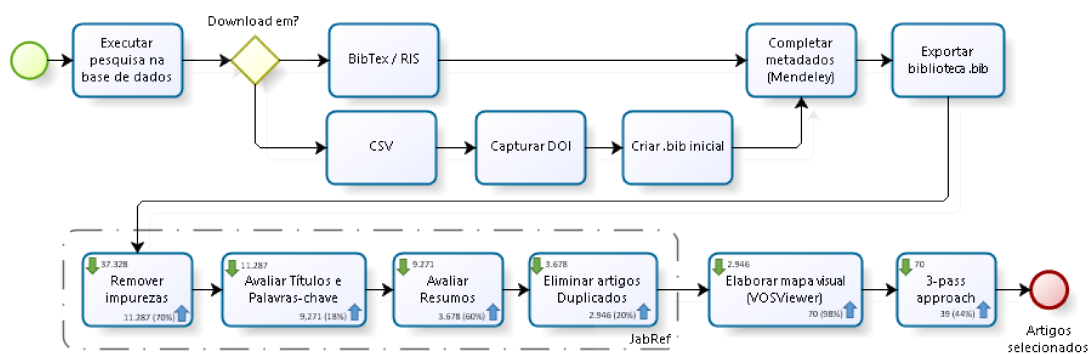 Download em?
Executar
pesquisa na
base de dados
BibTex / RIS
Completar
metadados
(Mendeley)
Exportar
biblioteca .bib
CSV
Capturar DOI
Criar .bib inicial
37.328
Remover
impurezas
11.287 (70%)
11.287
Avaliar Títulos e
Palavras-chave
9,271 (18%)
9.271
Avaliar
Resumos
3.678 (60%)
3.678
Eliminar artigos
Duplicados
2.946 (20%)
JabRef
2.946
Elaborar mapa visual
(VOSViewer)
70 (98%)
70
3-pass
approach
39 (44%)
Artigos
selecionados